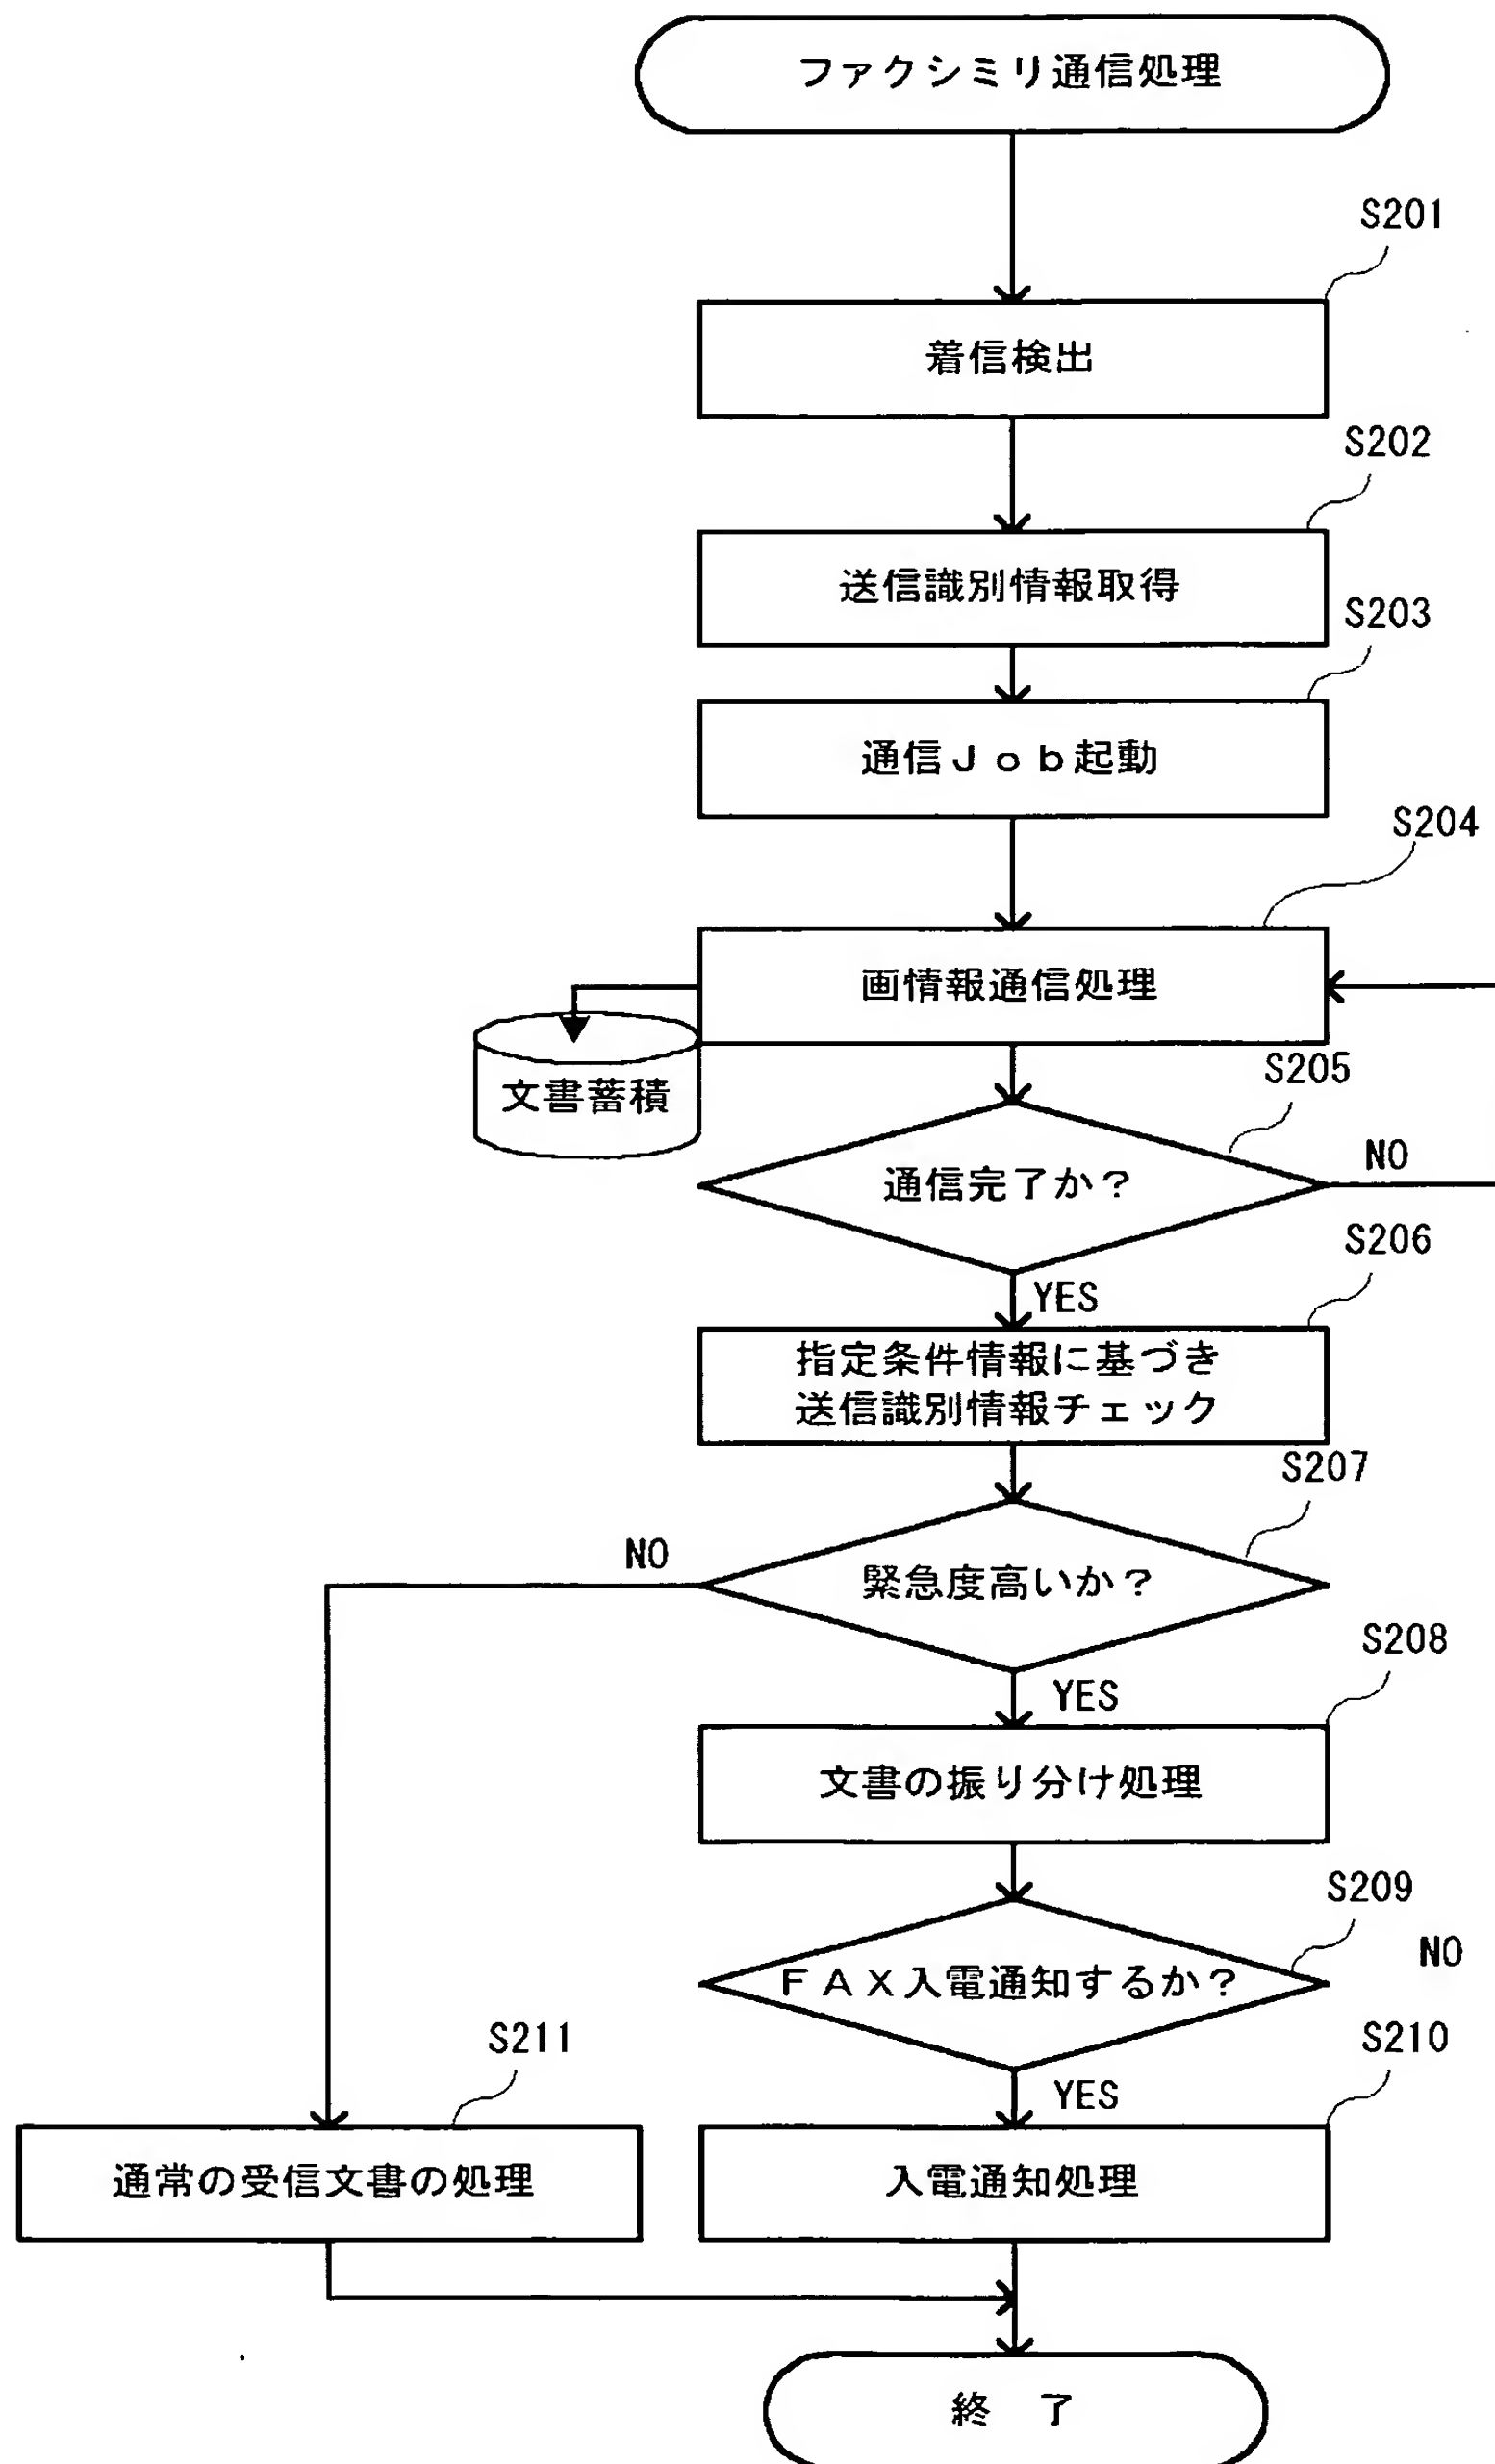 ファクシミリ通信処理
S201
着信検出
S202
送信識別情報取得
S203
通信Job起動
S204
画情報通信処理
文書蓄積
S205
通信完了か?
NO
S206
YES
指定条件情報に基づき
送信識別情報チェック
S207
NO
緊急度高いか?
S208
YES
文書の振り分け処理
S209
NO
FAX入電通知するか?
S211
S210
YES
通常の受信文書の処理
入電通知処理
終 了